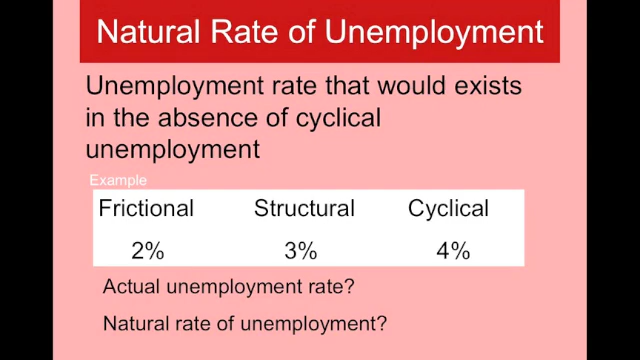 Natural Rate of Unemployment
Unemployment rate that would exists
in the absence of cyclical
unemployment
Example
Frictional Structural Cyclical
2% 3% 4%
Actual unemployment rate?
Natural rate of unemployment?